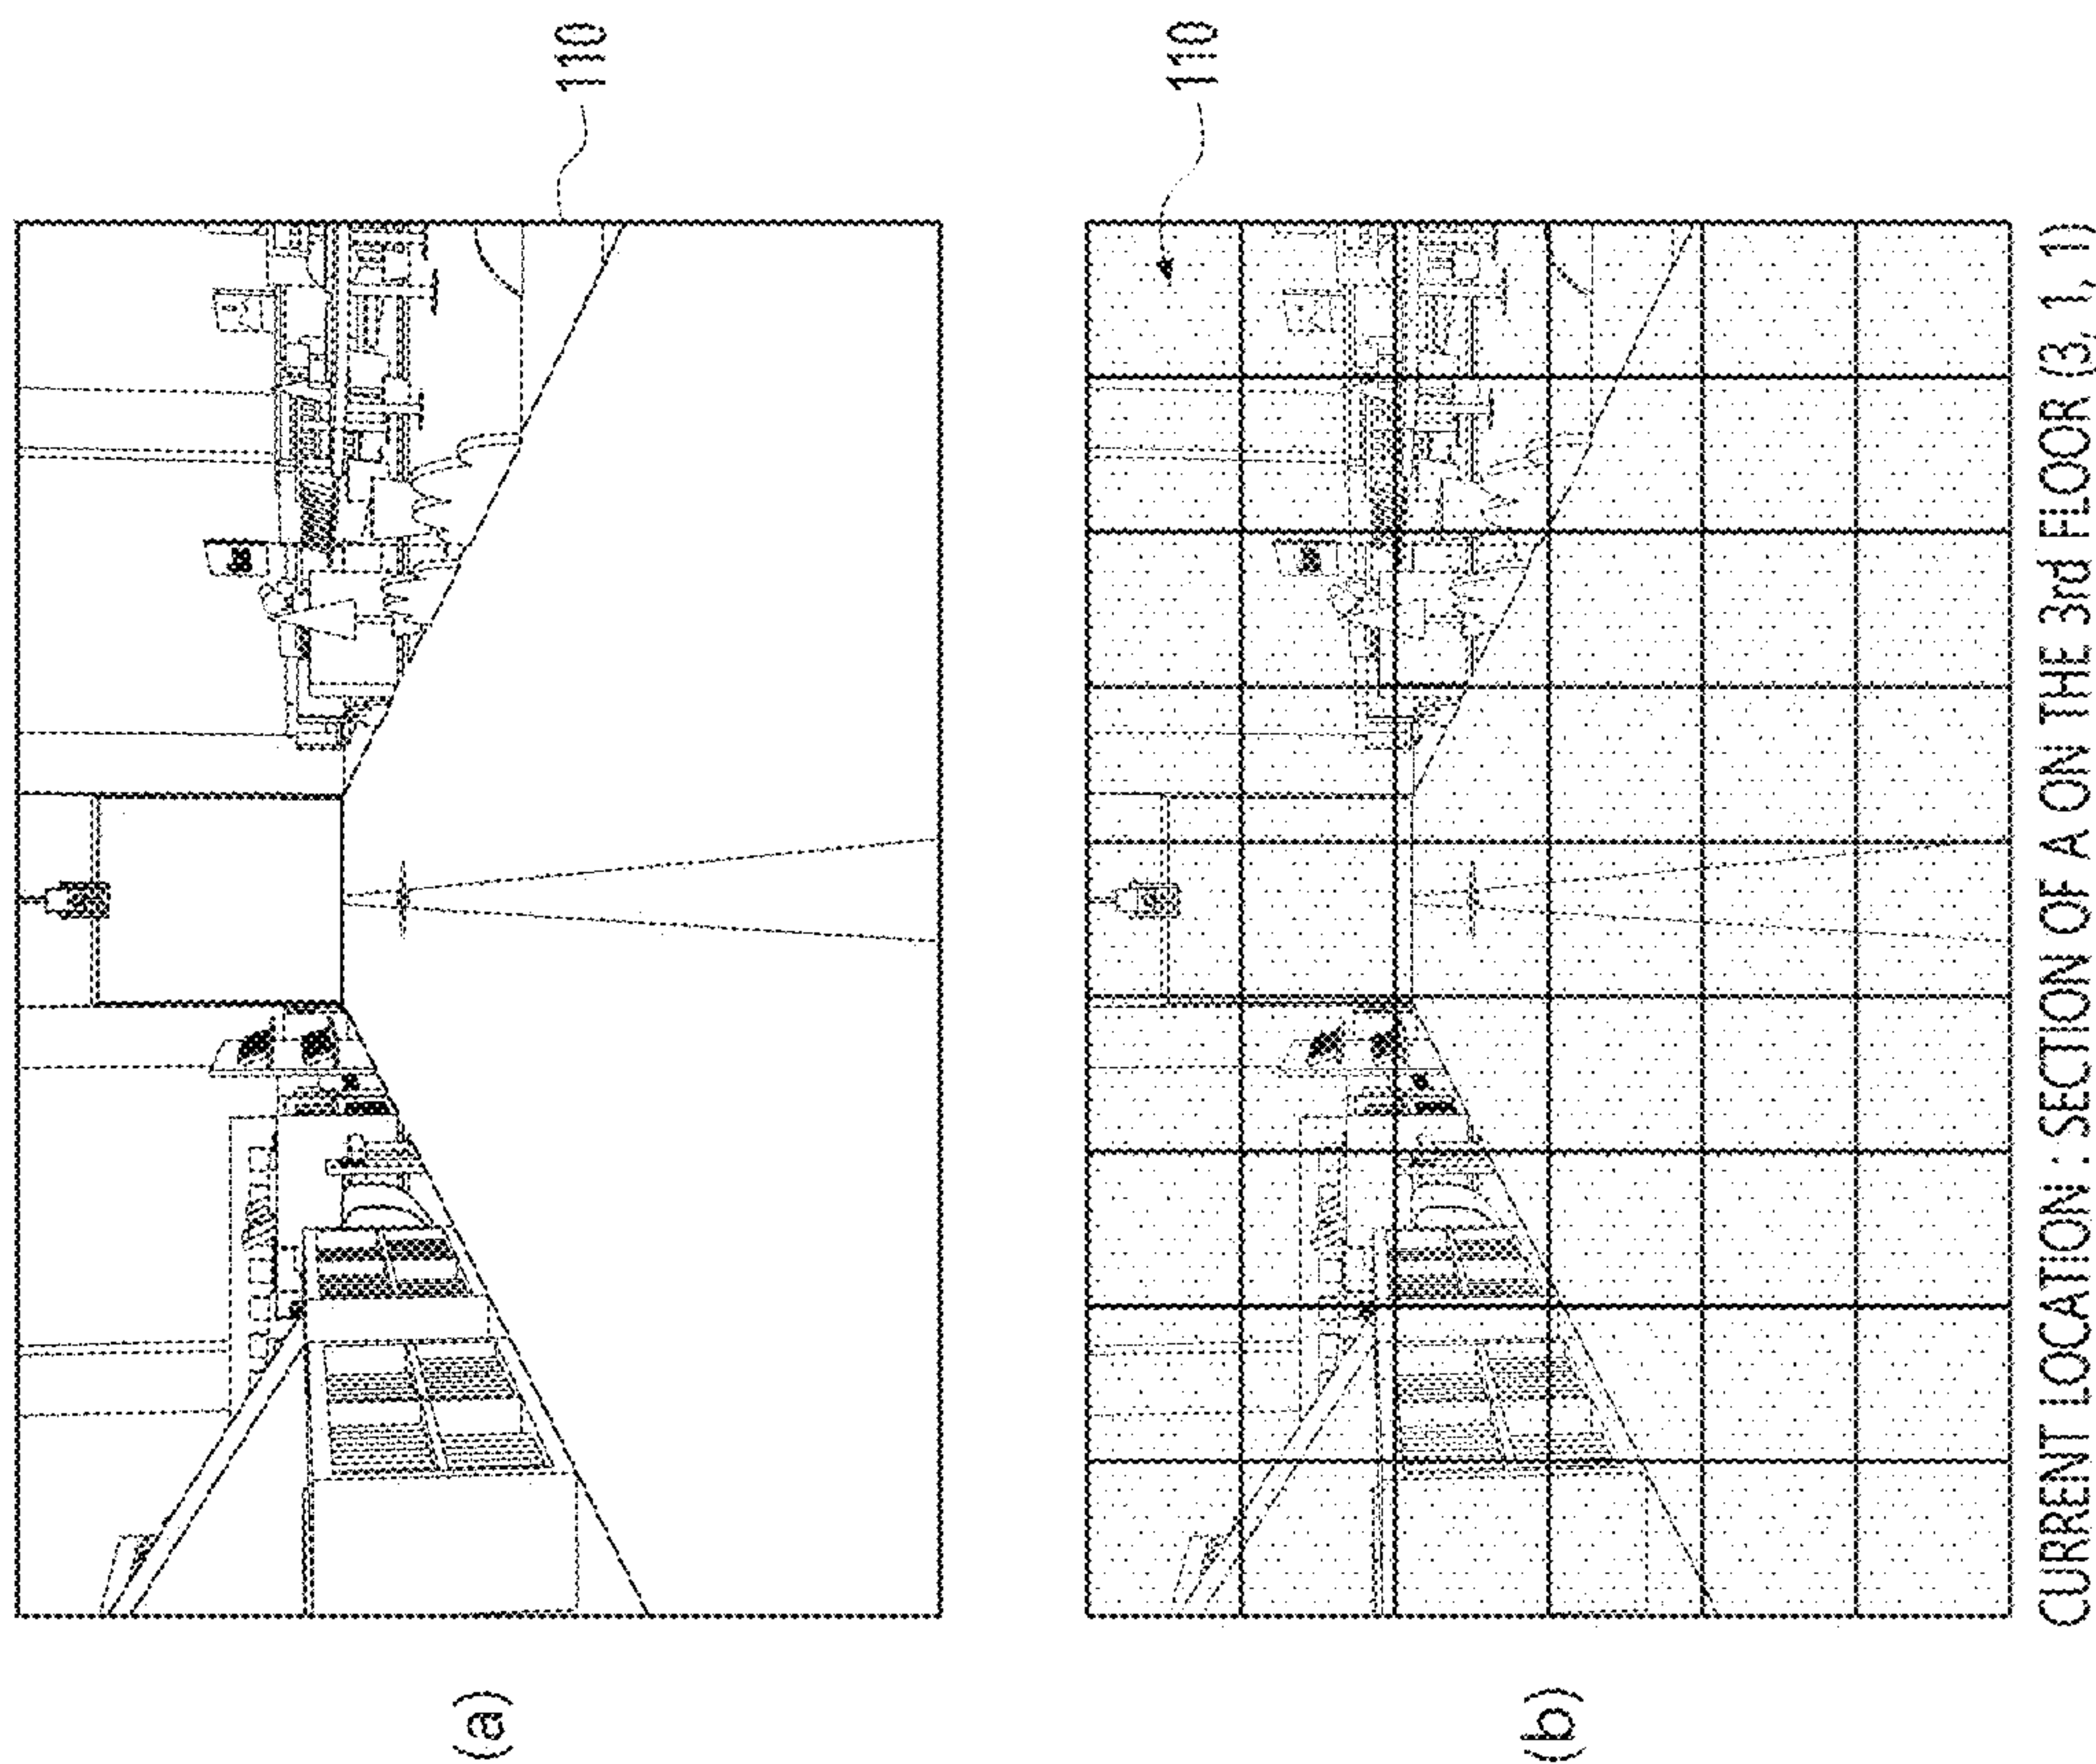 (a)
110
(b)
110
CURRENT LOCATION : SECTION OF A ON THE 3rd FLOOR (3, 1, 1)